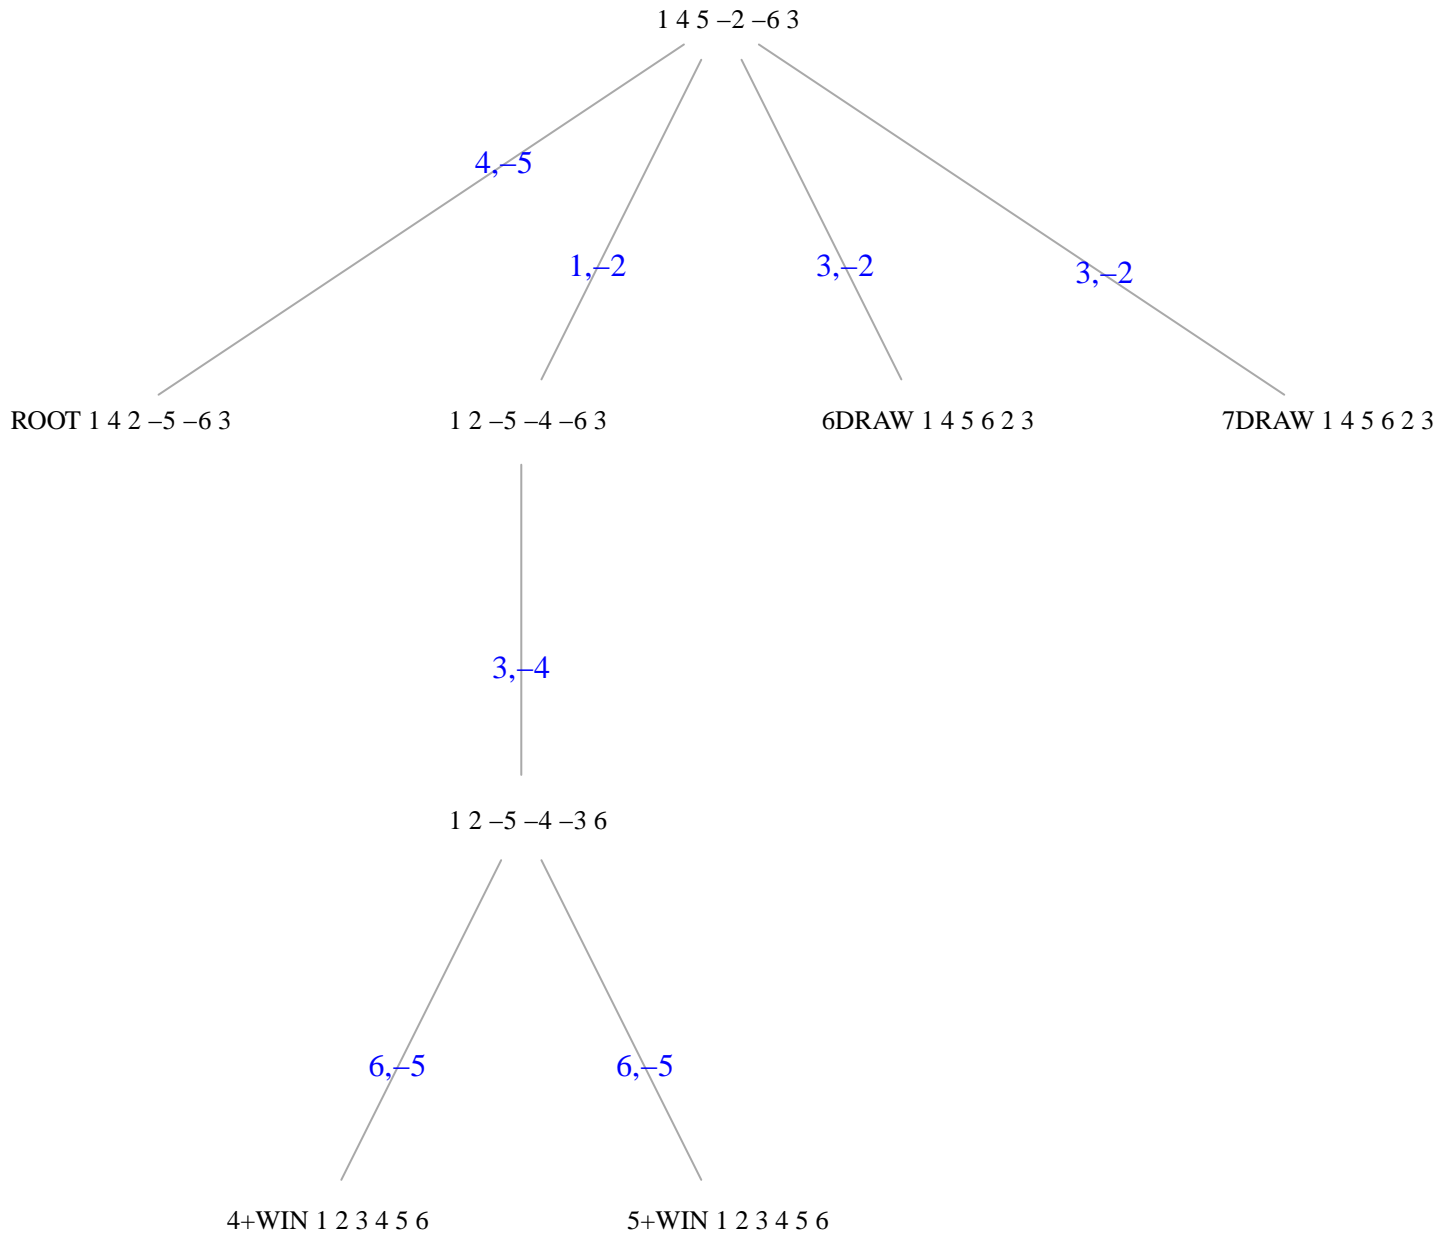 1 4 5 –2 –6 3
4,–5
1,–2
3,–2
3,–2
ROOT 1 4 2 –5 –6 3
1 2 –5 –4 –6 3
6DRAW 1 4 5 6 2 3
7DRAW 1 4 5 6 2 3
3,–4
1 2 –5 –4 –3 6
6,–5
6,–5
4+WIN 1 2 3 4 5 6
5+WIN 1 2 3 4 5 6